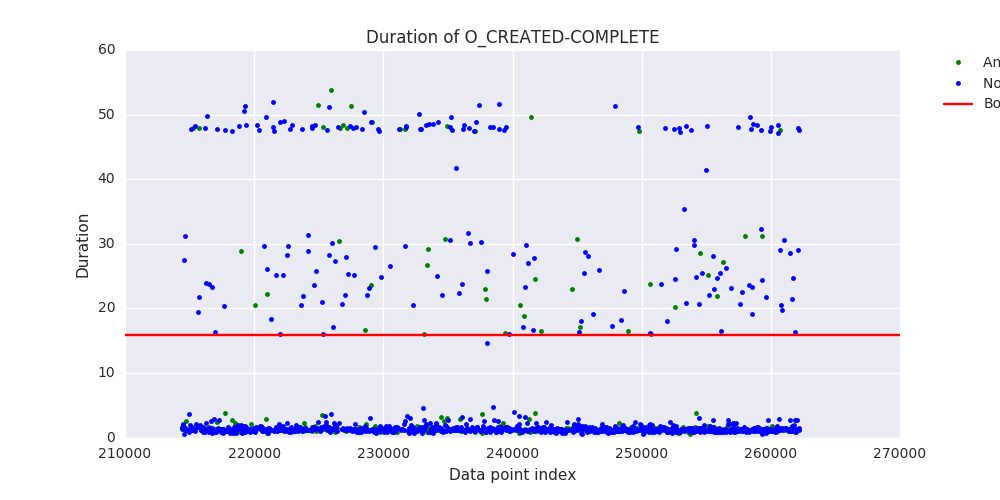 Duration of O_CREATED-COMPLETE
60
50
40
30
20
10
0
Duration
210000 220000 230000 240000 250000 260000 270000
Data point index
An
No
Bo